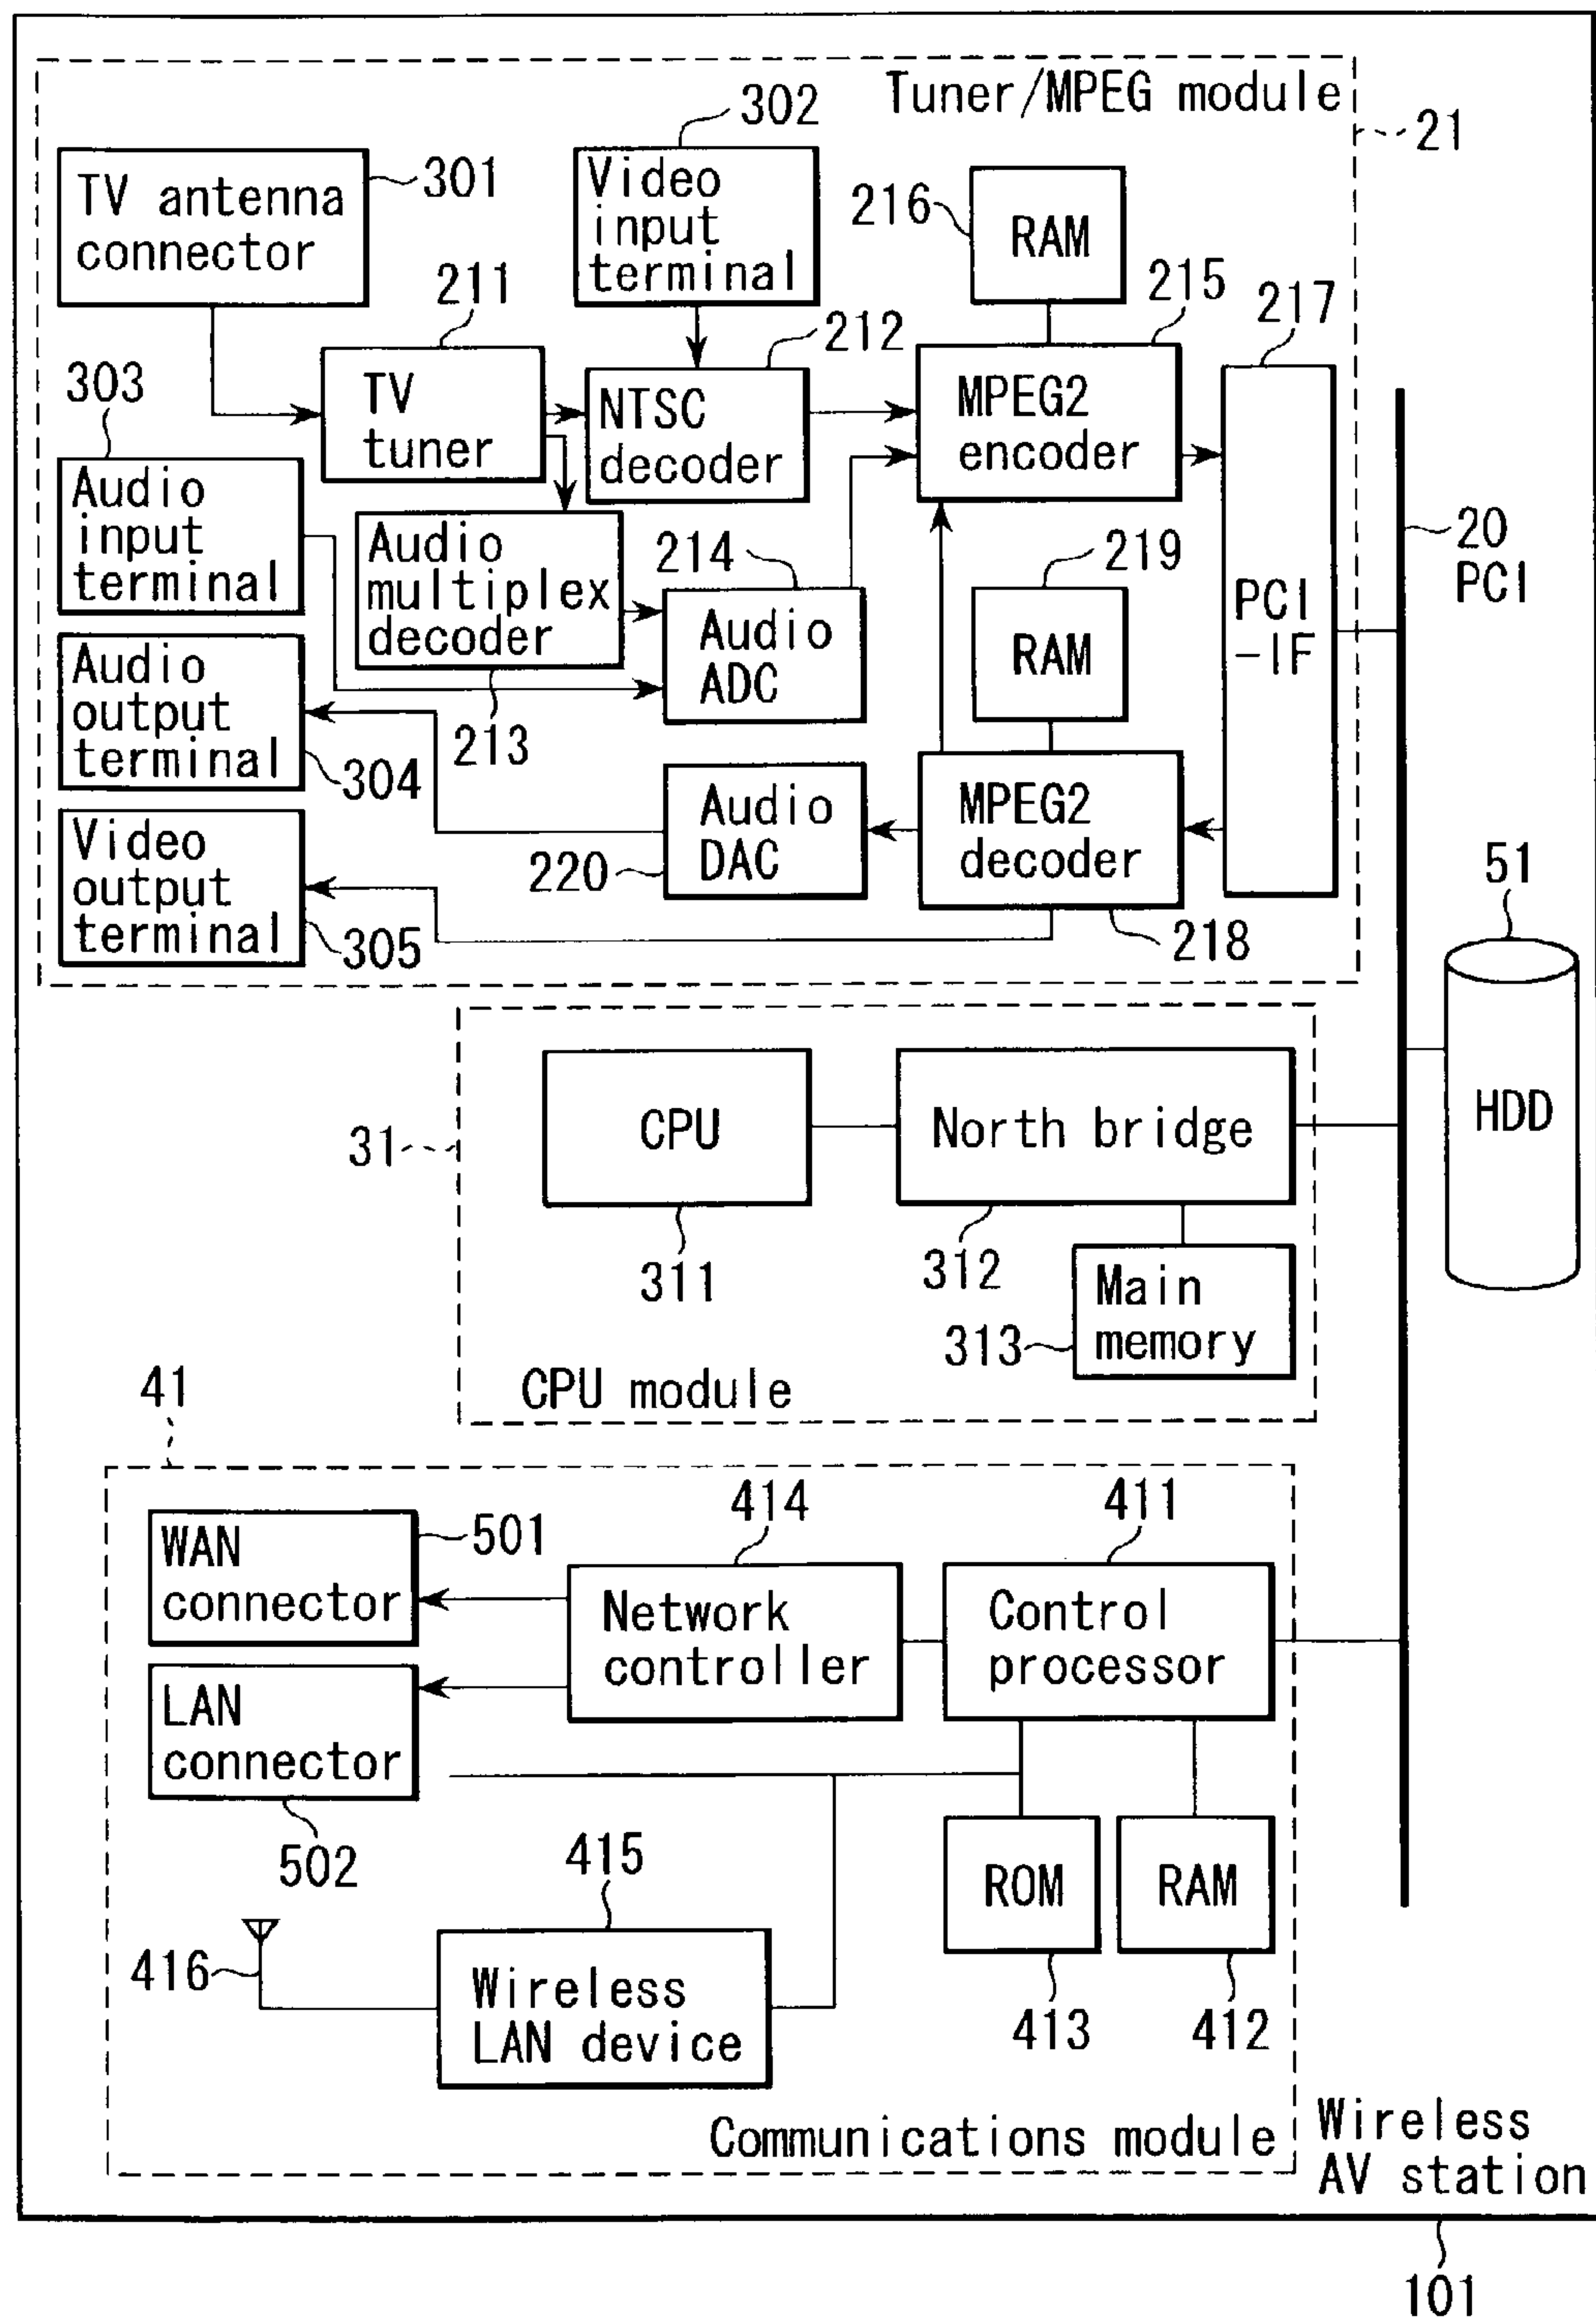 Tuner/MPEG module
21
TV antenna
connector
301
302
Video
input
terminal
216
RAM
211
TV
tuner
212
NTSC
decoder
215
MPEG2
encoder
217
PCI
-IF
20
PCI
303
Audio
input
terminal
Audio
multiplex
decoder
213
214
Audio
ADC
219
RAM
Audio
output
terminal
304
Video
output
terminal
305
220
Audio
DAC
MPEG2
decoder
218
51
HDD
31
CPU
311
North bridge
312
313
Main
memory
CPU module
41
WAN
connector
501
LAN
connector
502
414
Network
controller
411
Control
processor
ROM
413
RAM
412
415
Wireless
LAN device
416
Communications module
Wireless
AV station
101